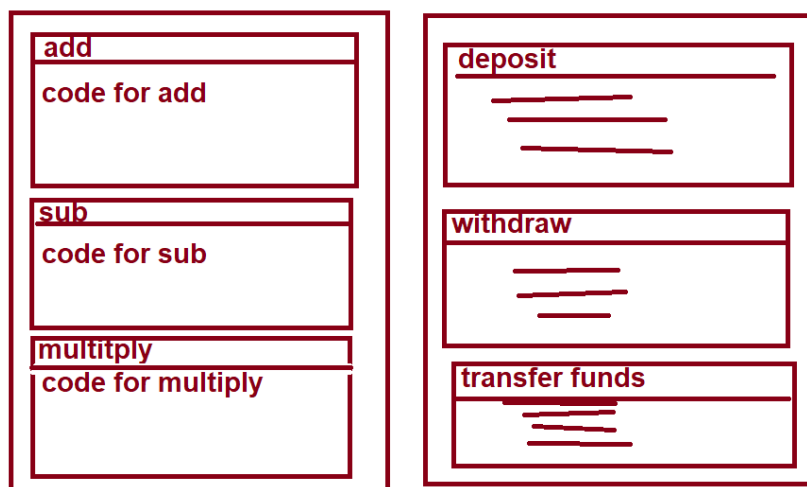 add
code for add
sub
code for sub
multitply
code for multiply
deposit
withdraw
transfer funds